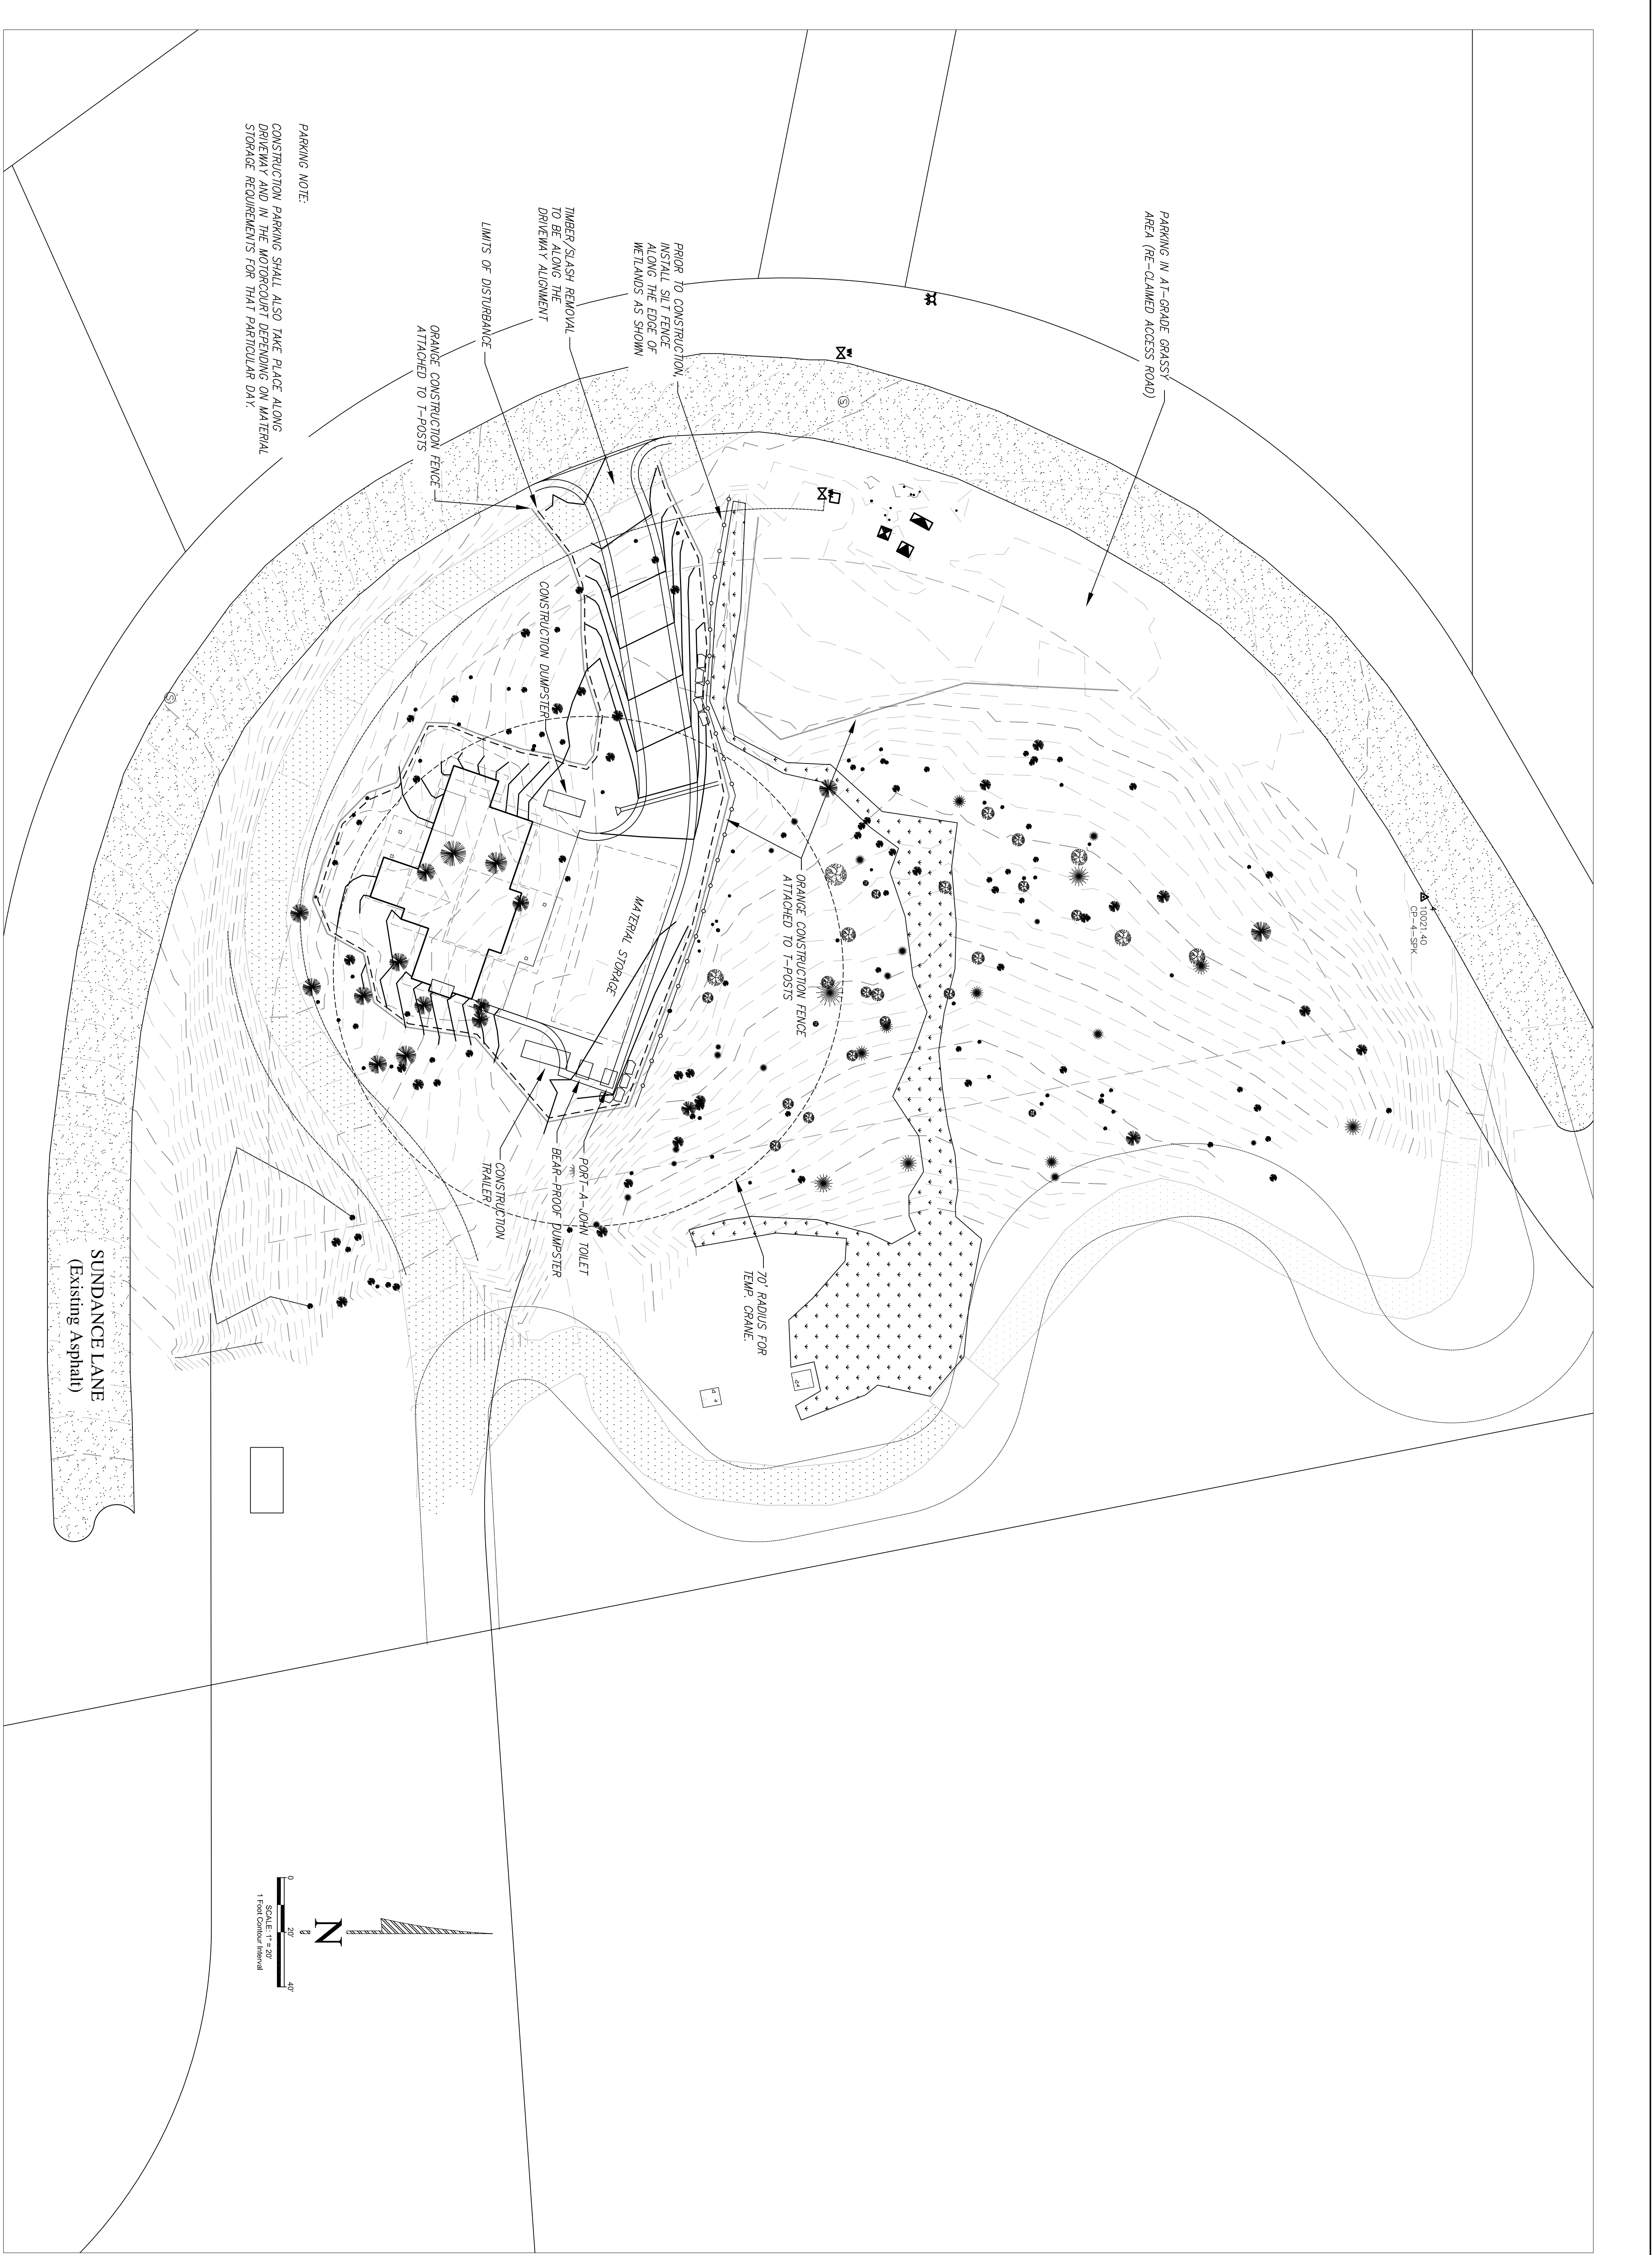 PARKING IN AT-GRADE GRASSY
AREA (RE-CLAIMED ACCESS ROAD)
PRIOR TO CONSTRUCTION,
INSTALL SILT FENCE
ALONG THE EDGE OF
WETLANDS AS SHOWN
TIMBER/SLASH REMOVAL
TO BE ALONG THE
DRIVEWAY ALIGNMENT
LIMITS OF DISTURBANCE
ORANGE CONSTRUCTION FENCE
ATTACHED TO T-POSTS
PARKING NOTE:
CONSTRUCTION PARKING SHALL ALSO TAKE PLACE ALONG
DRIVEWAY AND IN THE MOTORCOURT DEPENDING ON MATERIAL
STORAGE REQUIREMENTS FOR THAT PARTICULAR DAY.
W
W
S
S
CONSTRUCTION DUMPSTER
MATERIAL STORAGE
ORANGE CONSTRUCTION FENCE
ATTACHED TO T-POSTS
4
10021.40
CP-4-SPK
70' RADIUS FOR
TEMP. CRANE.
PORT-A-JOHN TOILET
BEAR-PROOF DUMPSTER
CONSTRUCTION
TRAILER
SUNDANCE LANE
(Existing Asphalt)
N
0 20' 40'
SCALE: 1" = 20'
1 Foot Contour Interval